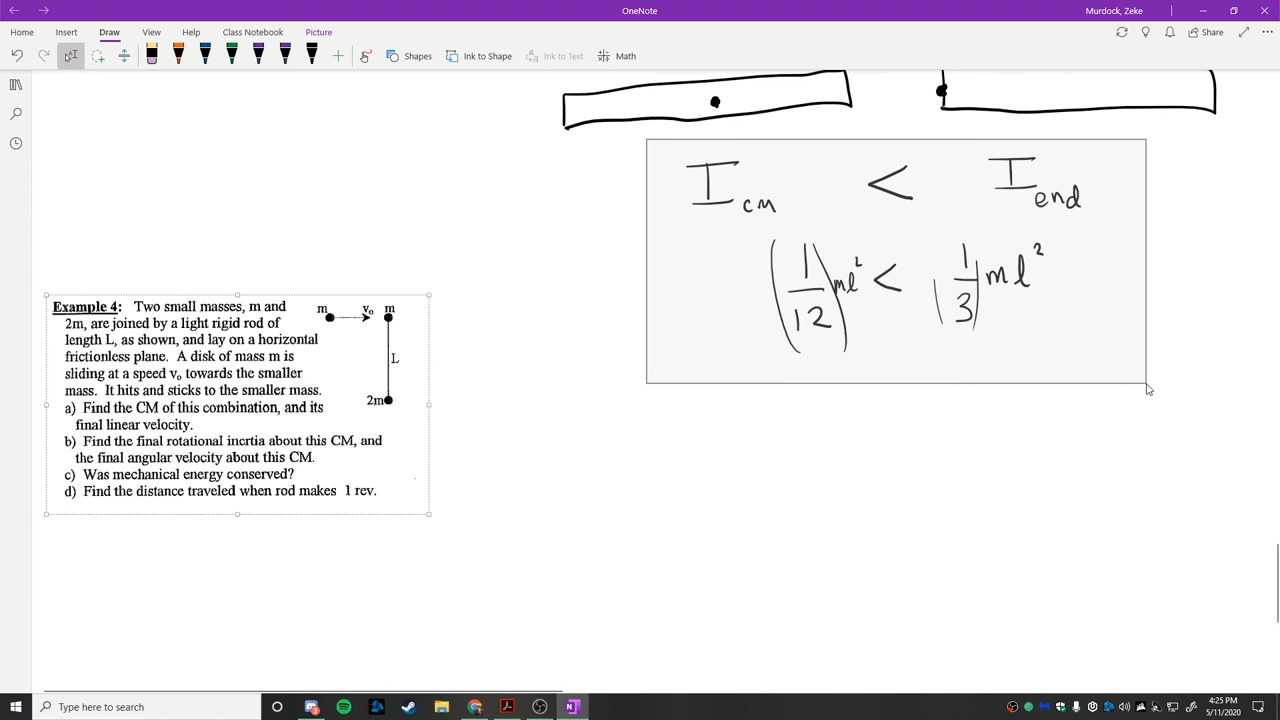 OneNote
Murdock, Zeke
Home Insert Draw View Help Class Notebook Picture
Share
Shapes Ink to Shape Ink to Text Math
I cm < I end
(1/12) ml² < (1/3) ml²
Example 4: Two small masses, m and
2m, are joined by a light rigid rod of
length L, as shown, and lay on a horizontal
frictionless plane. A disk of mass m is
sliding at a speed vₒ towards the smaller
mass. It hits and sticks to the smaller mass.
a) Find the CM of this combination, and its
final linear velocity.
b) Find the final rotational inertia about this CM, and
the final angular velocity about this CM.
c) Was mechanical energy conserved?
d) Find the distance traveled when rod makes 1 rev.
m vₒ m
L
2m
Type here to search
4:25 PM
5/11/2020